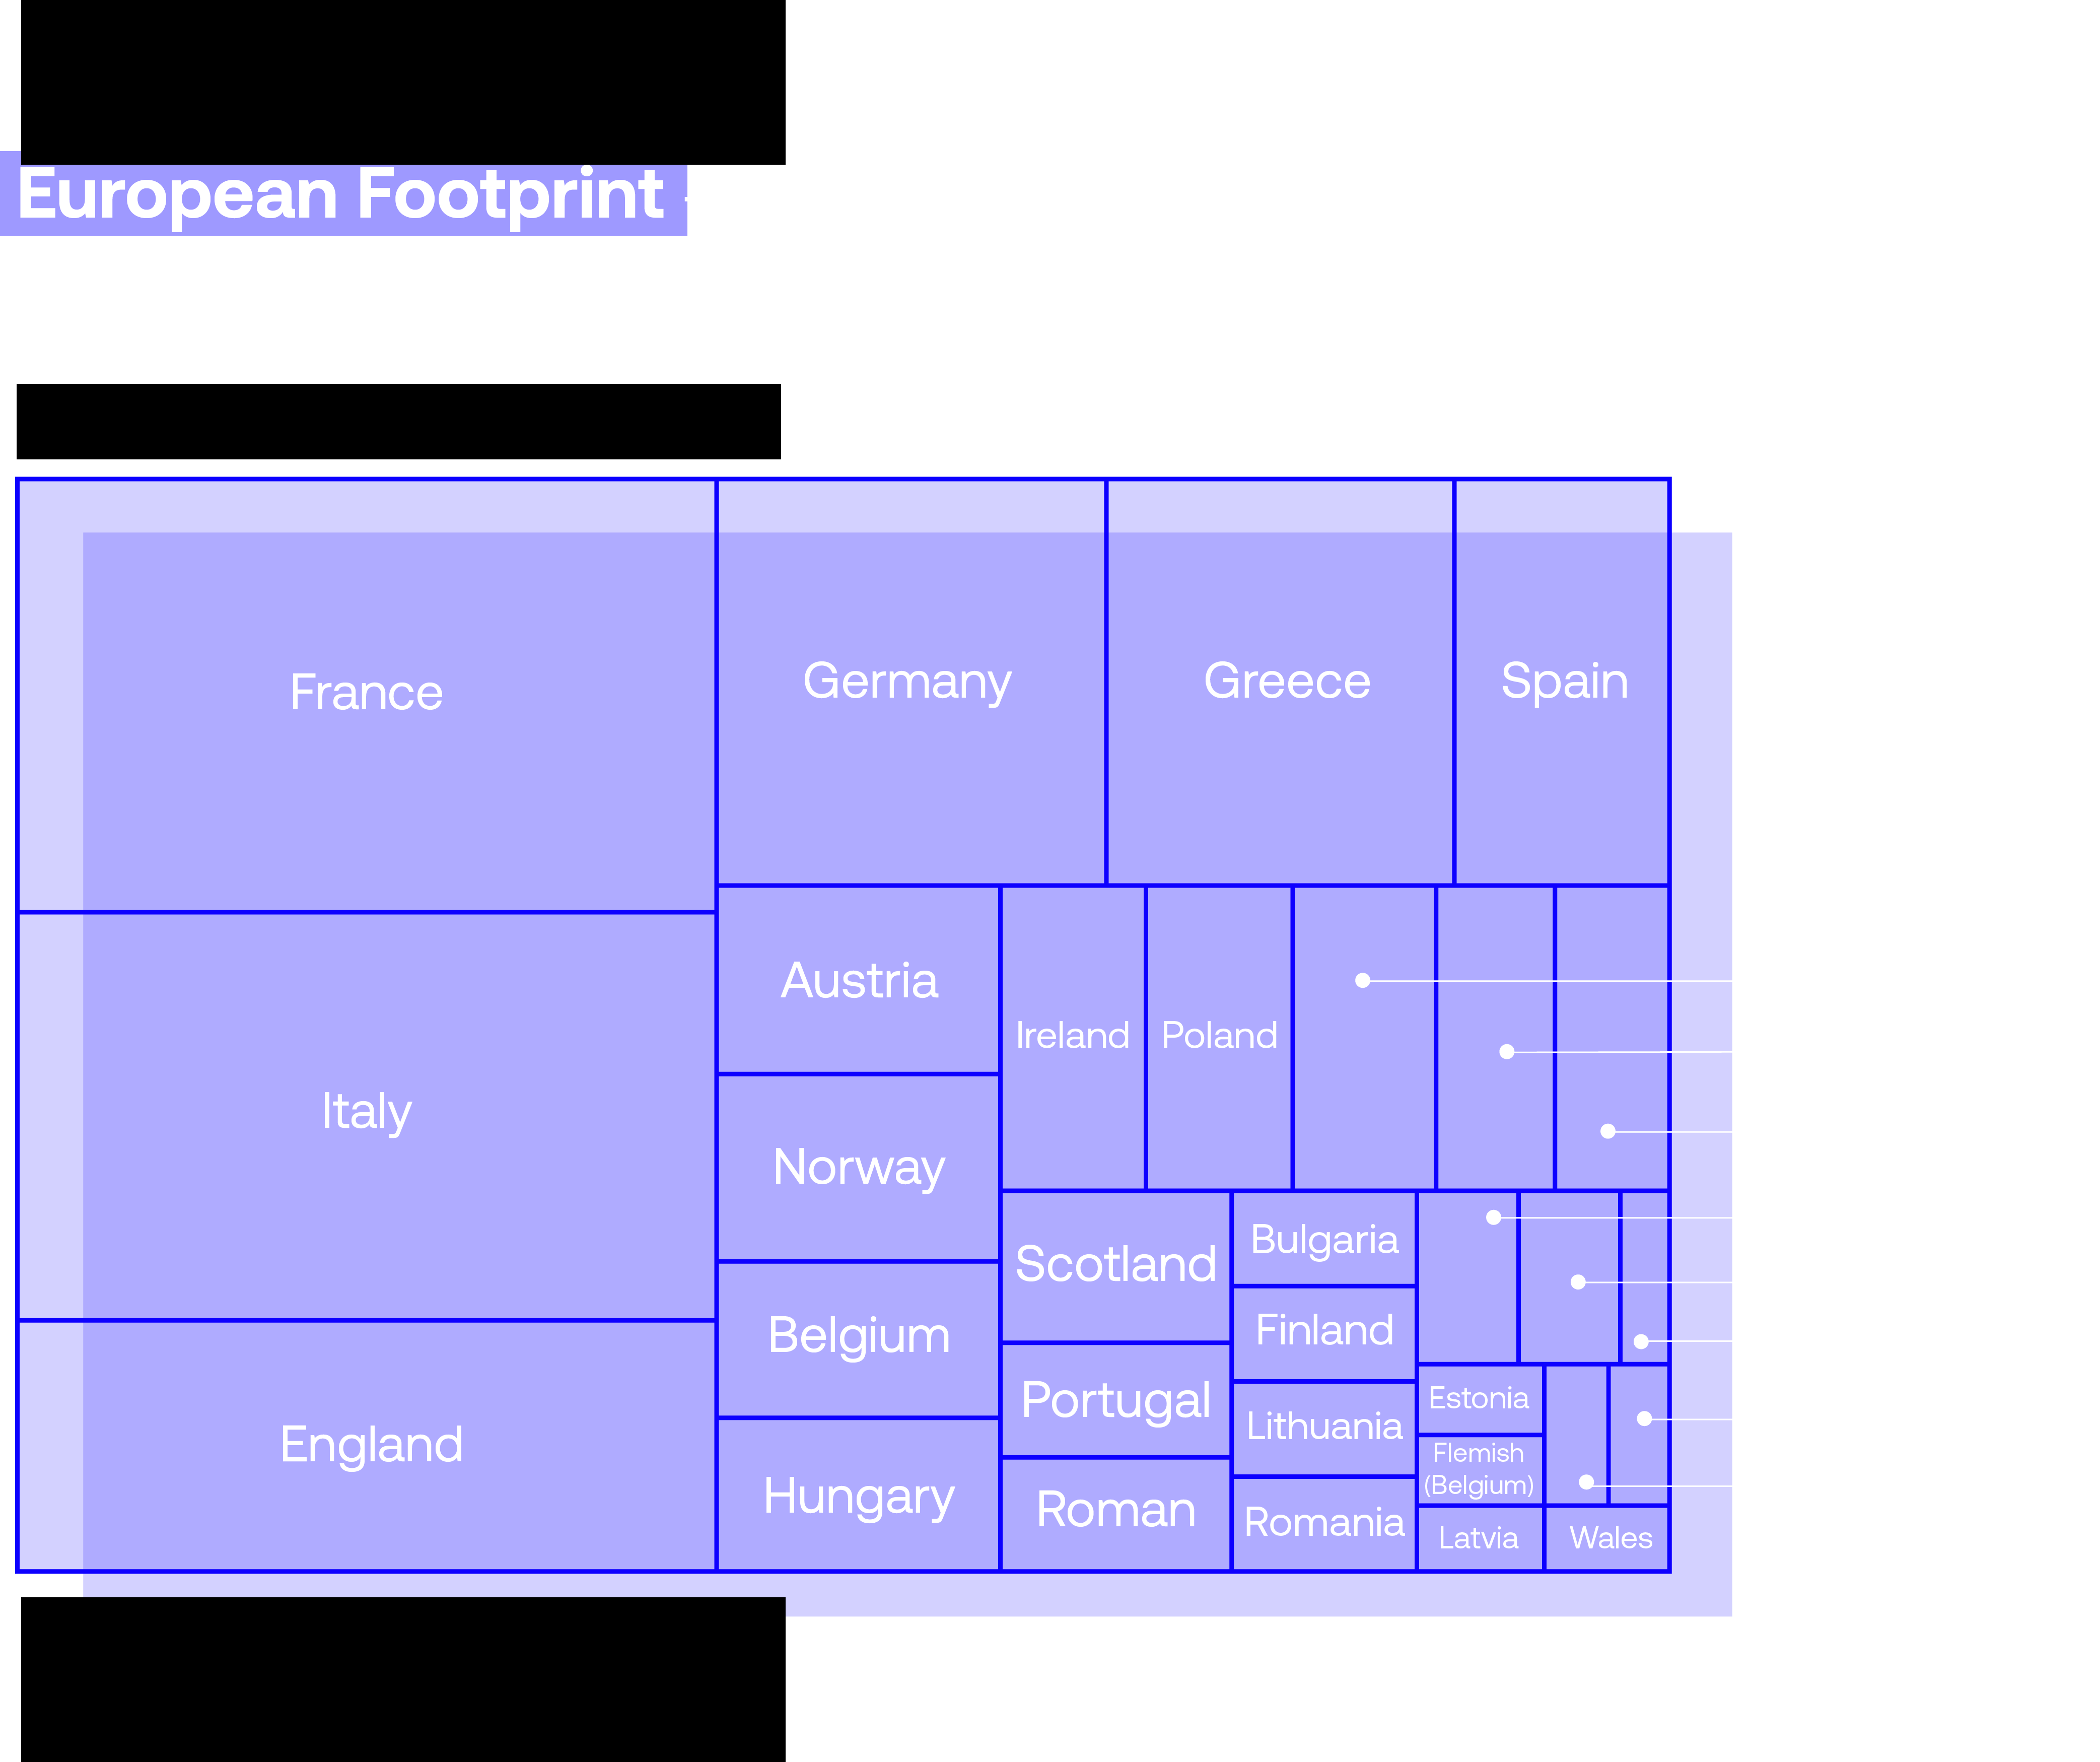 European Footprint -
France
Germany
Greece
Spain
Italy
Austria
Ireland
Poland
Norway
England
Belgium
Scotland
Bulgaria
Finland
Portugal
Lithuania
Estonia
Flemish
(Belgium)
Hungary
Roman
Romania
Latvia
Wales